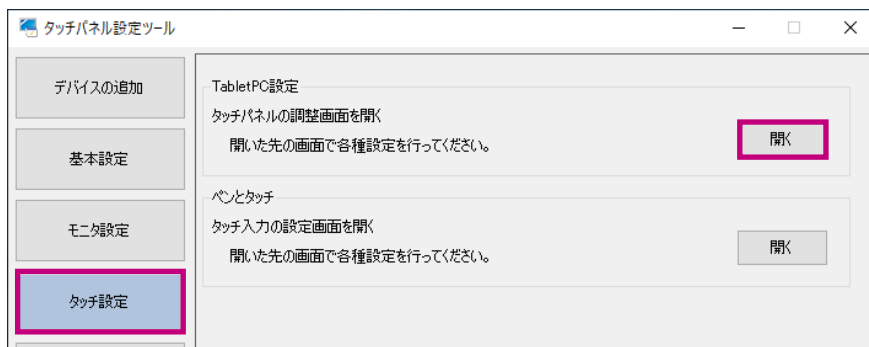 タッチパネル設定ツール
デバイスの追加
基本設定
モニタ設定
タッチ設定
TabletPC設定
タッチパネルの調整画面を開く
開いた先の画面で各種設定を行ってください。
開く
ペンとタッチ
タッチ入力の設定画面を開く
開いた先の画面で各種設定を行ってください。
開く